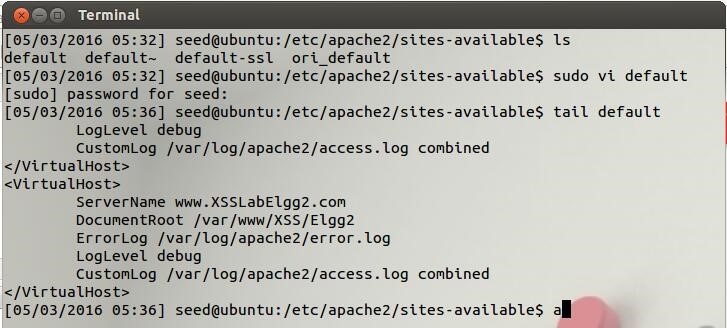 Terminal
[05/03/2016 05:32] seed@ubuntu:/etc/apache2/sites-available$ ls
default  default~  default-ssl  ori_default
[05/03/2016 05:32] seed@ubuntu:/etc/apache2/sites-available$ sudo vi default
[sudo] password for seed:
[05/03/2016 05:36] seed@ubuntu:/etc/apache2/sites-available$ tail default
        LogLevel debug
        CustomLog /var/log/apache2/access.log combined
</VirtualHost>
<VirtualHost>
        ServerName www.XSSLabElgg2.com
        DocumentRoot /var/www/XSS/Elgg2
        ErrorLog /var/log/apache2/error.log
        LogLevel debug
        CustomLog /var/log/apache2/access.log combined
</VirtualHost>
[05/03/2016 05:36] seed@ubuntu:/etc/apache2/sites-available$ a